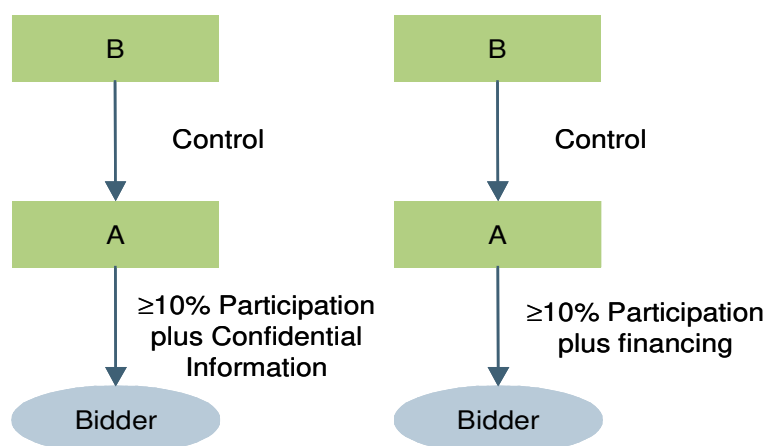 B
Control
A
≥10% Participation
plus Confidential
Information
Bidder
B
Control
A
≥10% Participation
plus financing
Bidder